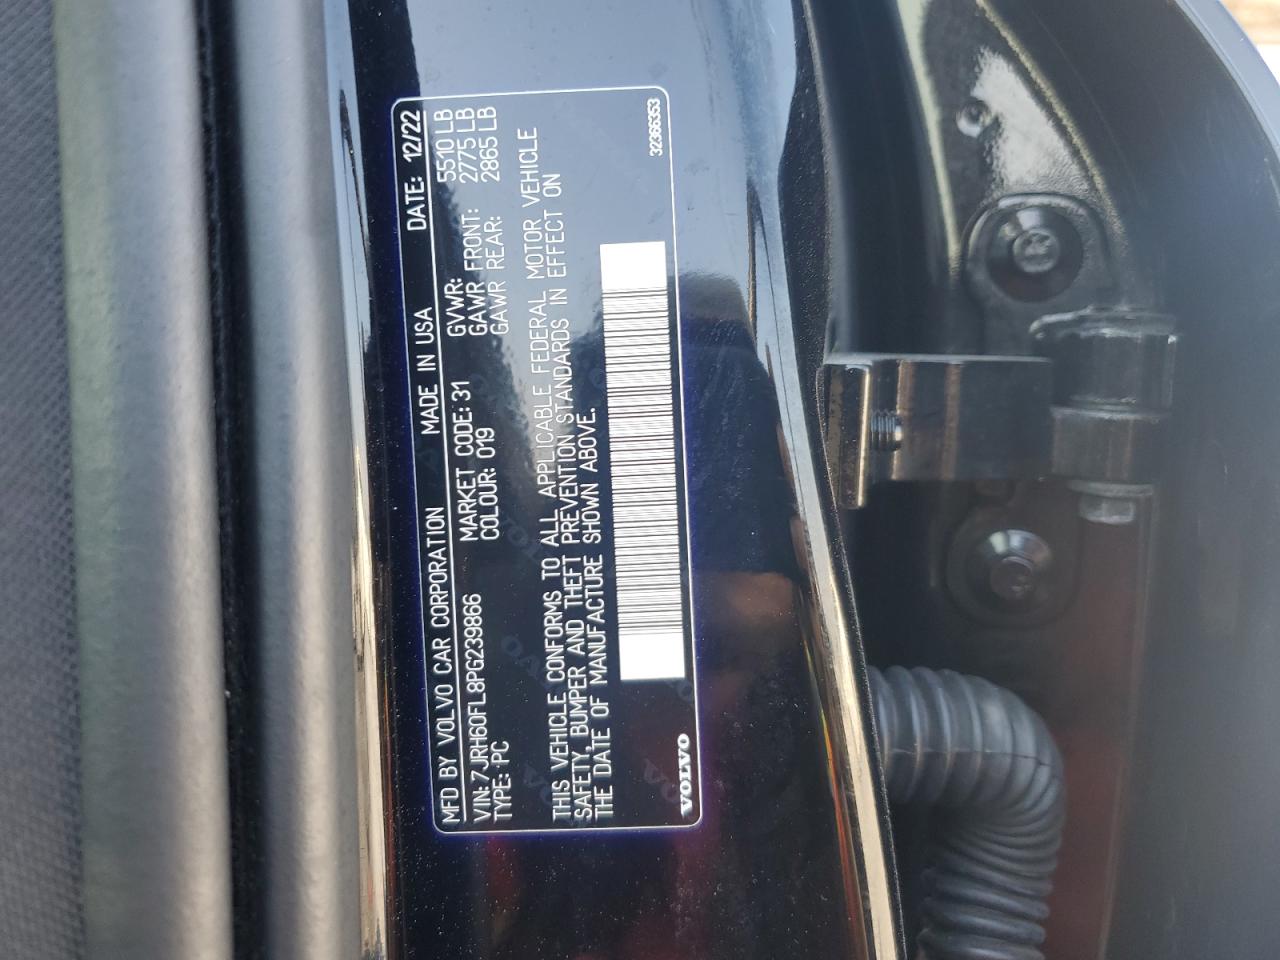 MFD BY VOLVO CAR CORPORATION MADE IN USA DATE: 12/22
VIN: 7JRH60FL8PG239866 MARKET CODE: 31 GVWR: 5510 LB
TYPE: PC COLOUR: 019 GAWR FRONT: 2775 LB
GAWR REAR: 2865 LB
THIS VEHICLE CONFORMS TO ALL APPLICABLE FEDERAL MOTOR VEHICLE
SAFETY, BUMPER AND THEFT PREVENTION STANDARDS IN EFFECT ON
THE DATE OF MANUFACTURE SHOWN ABOVE.
VOLVO 32366353